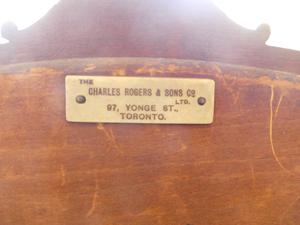 THE
CHARLES ROGERS & SONS CO
LTD.
97, YONGE ST.,
TORONTO.